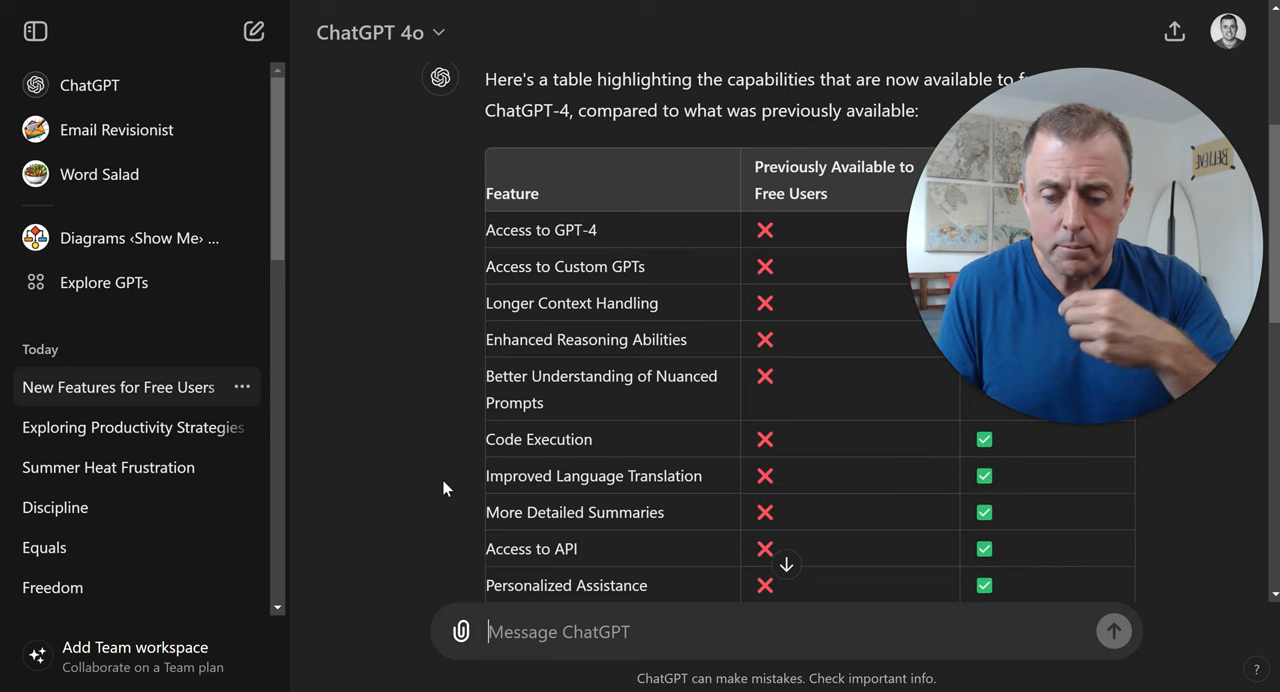 ChatGPT
Email Revisionist
Word Salad
Diagrams ‹Show Me› ...
Explore GPTs
Today
New Features for Free Users
Exploring Productivity Strategies
Summer Heat Frustration
Discipline
Equals
Freedom
Add Team workspace
Collaborate on a Team plan
ChatGPT 4o
Here's a table highlighting the capabilities that are now available to
ChatGPT-4, compared to what was previously available:
Feature
Previously Available to
Free Users
Access to GPT-4 ❌
Access to Custom GPTs ❌
Longer Context Handling ❌
Enhanced Reasoning Abilities ❌
Better Understanding of Nuanced ❌
Prompts
Code Execution ❌ ✅
Improved Language Translation ❌ ✅
More Detailed Summaries ❌ ✅
Access to API ❌ ✅
Personalized Assistance ❌ ✅
Message ChatGPT
ChatGPT can make mistakes. Check important info.
?
BELIEVE